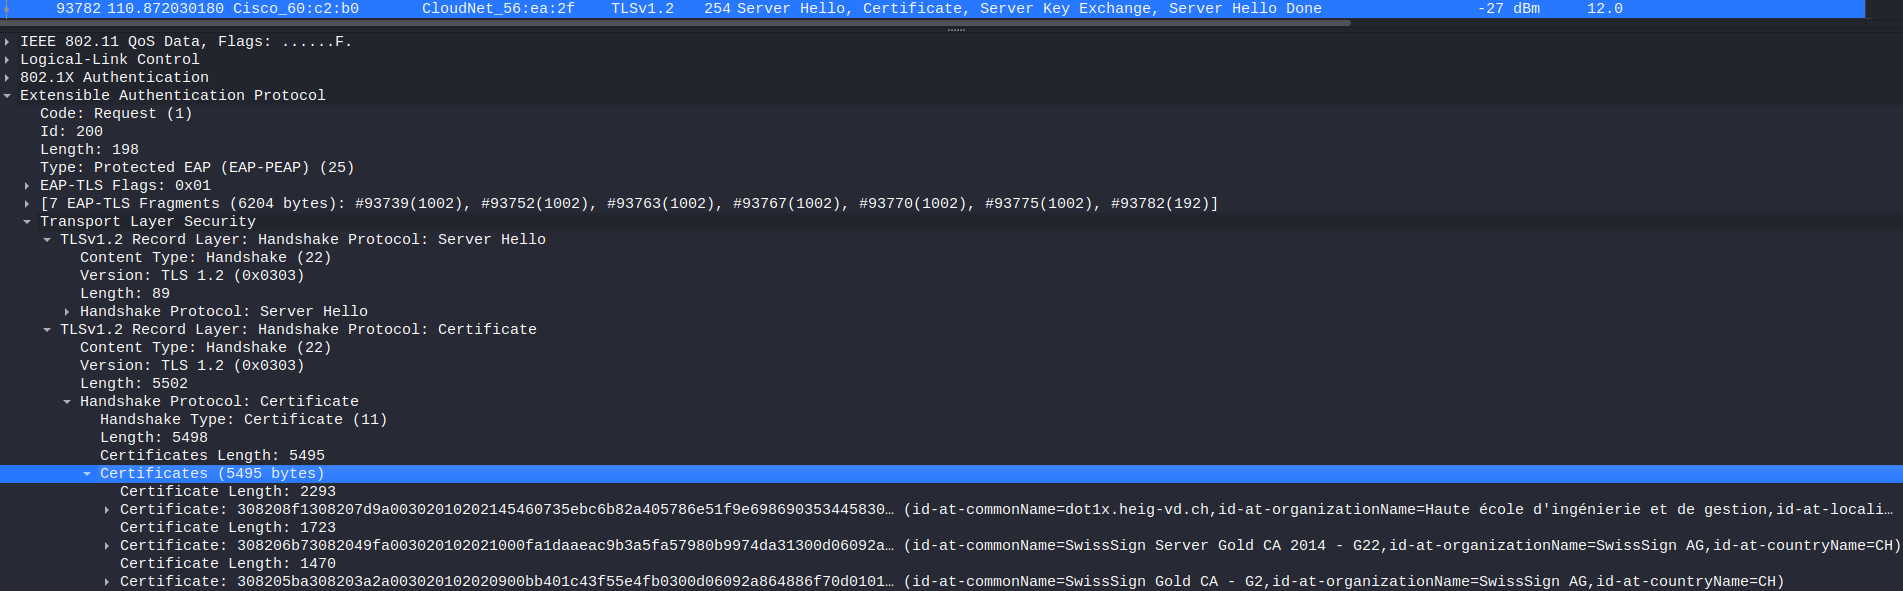 93782 110.872030180 Cisco_60:c2:b0 CloudNet_56:ea:2f TLSv1.2 254 Server Hello, Certificate, Server Key Exchange, Server Hello Done -27 dBm 12.0
IEEE 802.11 QoS Data, Flags: ......F.
Logical-Link Control
802.1X Authentication
Extensible Authentication Protocol
Code: Request (1)
Id: 200
Length: 198
Type: Protected EAP (EAP-PEAP) (25)
EAP-TLS Flags: 0x01
[7 EAP-TLS Fragments (6204 bytes): #93739(1002), #93752(1002), #93763(1002), #93767(1002), #93770(1002), #93775(1002), #93782(192)]
Transport Layer Security
TLSv1.2 Record Layer: Handshake Protocol: Server Hello
Content Type: Handshake (22)
Version: TLS 1.2 (0x0303)
Length: 89
Handshake Protocol: Server Hello
TLSv1.2 Record Layer: Handshake Protocol: Certificate
Content Type: Handshake (22)
Version: TLS 1.2 (0x0303)
Length: 5502
Handshake Protocol: Certificate
Handshake Type: Certificate (11)
Length: 5498
Certificates Length: 5495
Certificates (5495 bytes)
Certificate Length: 2293
Certificate: 308208f1308207d9a00302010202145460735ebc6b82a405786e51f9e698690353445830… (id-at-commonName=dot1x.heig-vd.ch,id-at-organizationName=Haute école d'ingénierie et de gestion,id-at-locali…
Certificate Length: 1723
Certificate: 308206b73082049fa003020102021000fa1daaeac9b3a5fa57980b9974da31300d06092a… (id-at-commonName=SwissSign Server Gold CA 2014 - G22,id-at-organizationName=SwissSign AG,id-at-countryName=CH)
Certificate Length: 1470
Certificate: 308205ba308203a2a003020102020900bb401c43f55e4fb0300d06092a864886f70d0101… (id-at-commonName=SwissSign Gold CA - G2,id-at-organizationName=SwissSign AG,id-at-countryName=CH)